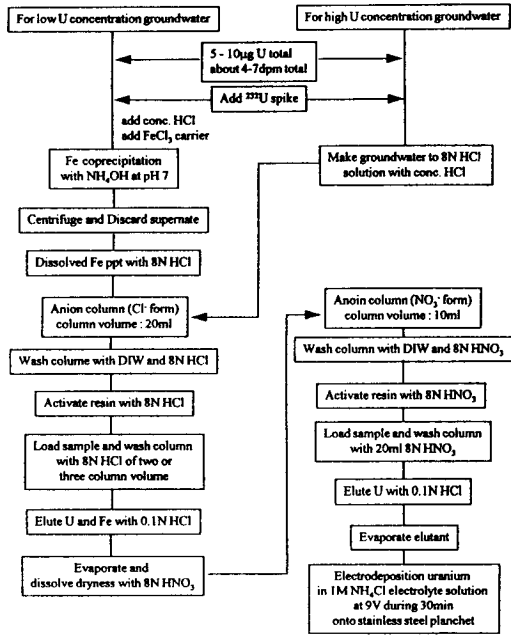 For low U concentration groundwater
For high U concentration groundwater
5 - 10μg U total
about 4-7dpm total
Add ²³²U spike
add conc. HCl
add FeCl₃ carrier
Fe coprecipitation
with NH₄OH at pH 7
Make groundwater to 8N HCl
solution with conc. HCl
Centrifuge and Discard supernate
Dissolved Fe ppt with 8N HCl
Anion column (Cl⁻ form)
column volume : 20ml
Wash colume with DIW and 8N HCl
Activate resin with 8N HCl
Load sample and wash column
with 8N HCl of two or
three column volume
Elute U and Fe with 0.1N HCl
Evaporate and
dissolve dryness with 8N HNO₃
Anoin column (NO₃⁻ form)
column volume : 10ml
Wash column with DIW and 8N HNO₃
Activate resin with 8N HNO₃
Load sample and wash column
with 20ml 8N HNO₃
Elute U with 0.1N HCl
Evaporate elutant
Electrodeposition uranium
in 1M NH₄Cl electrolyte solution
at 9V during 30min
onto stainless steel planchet